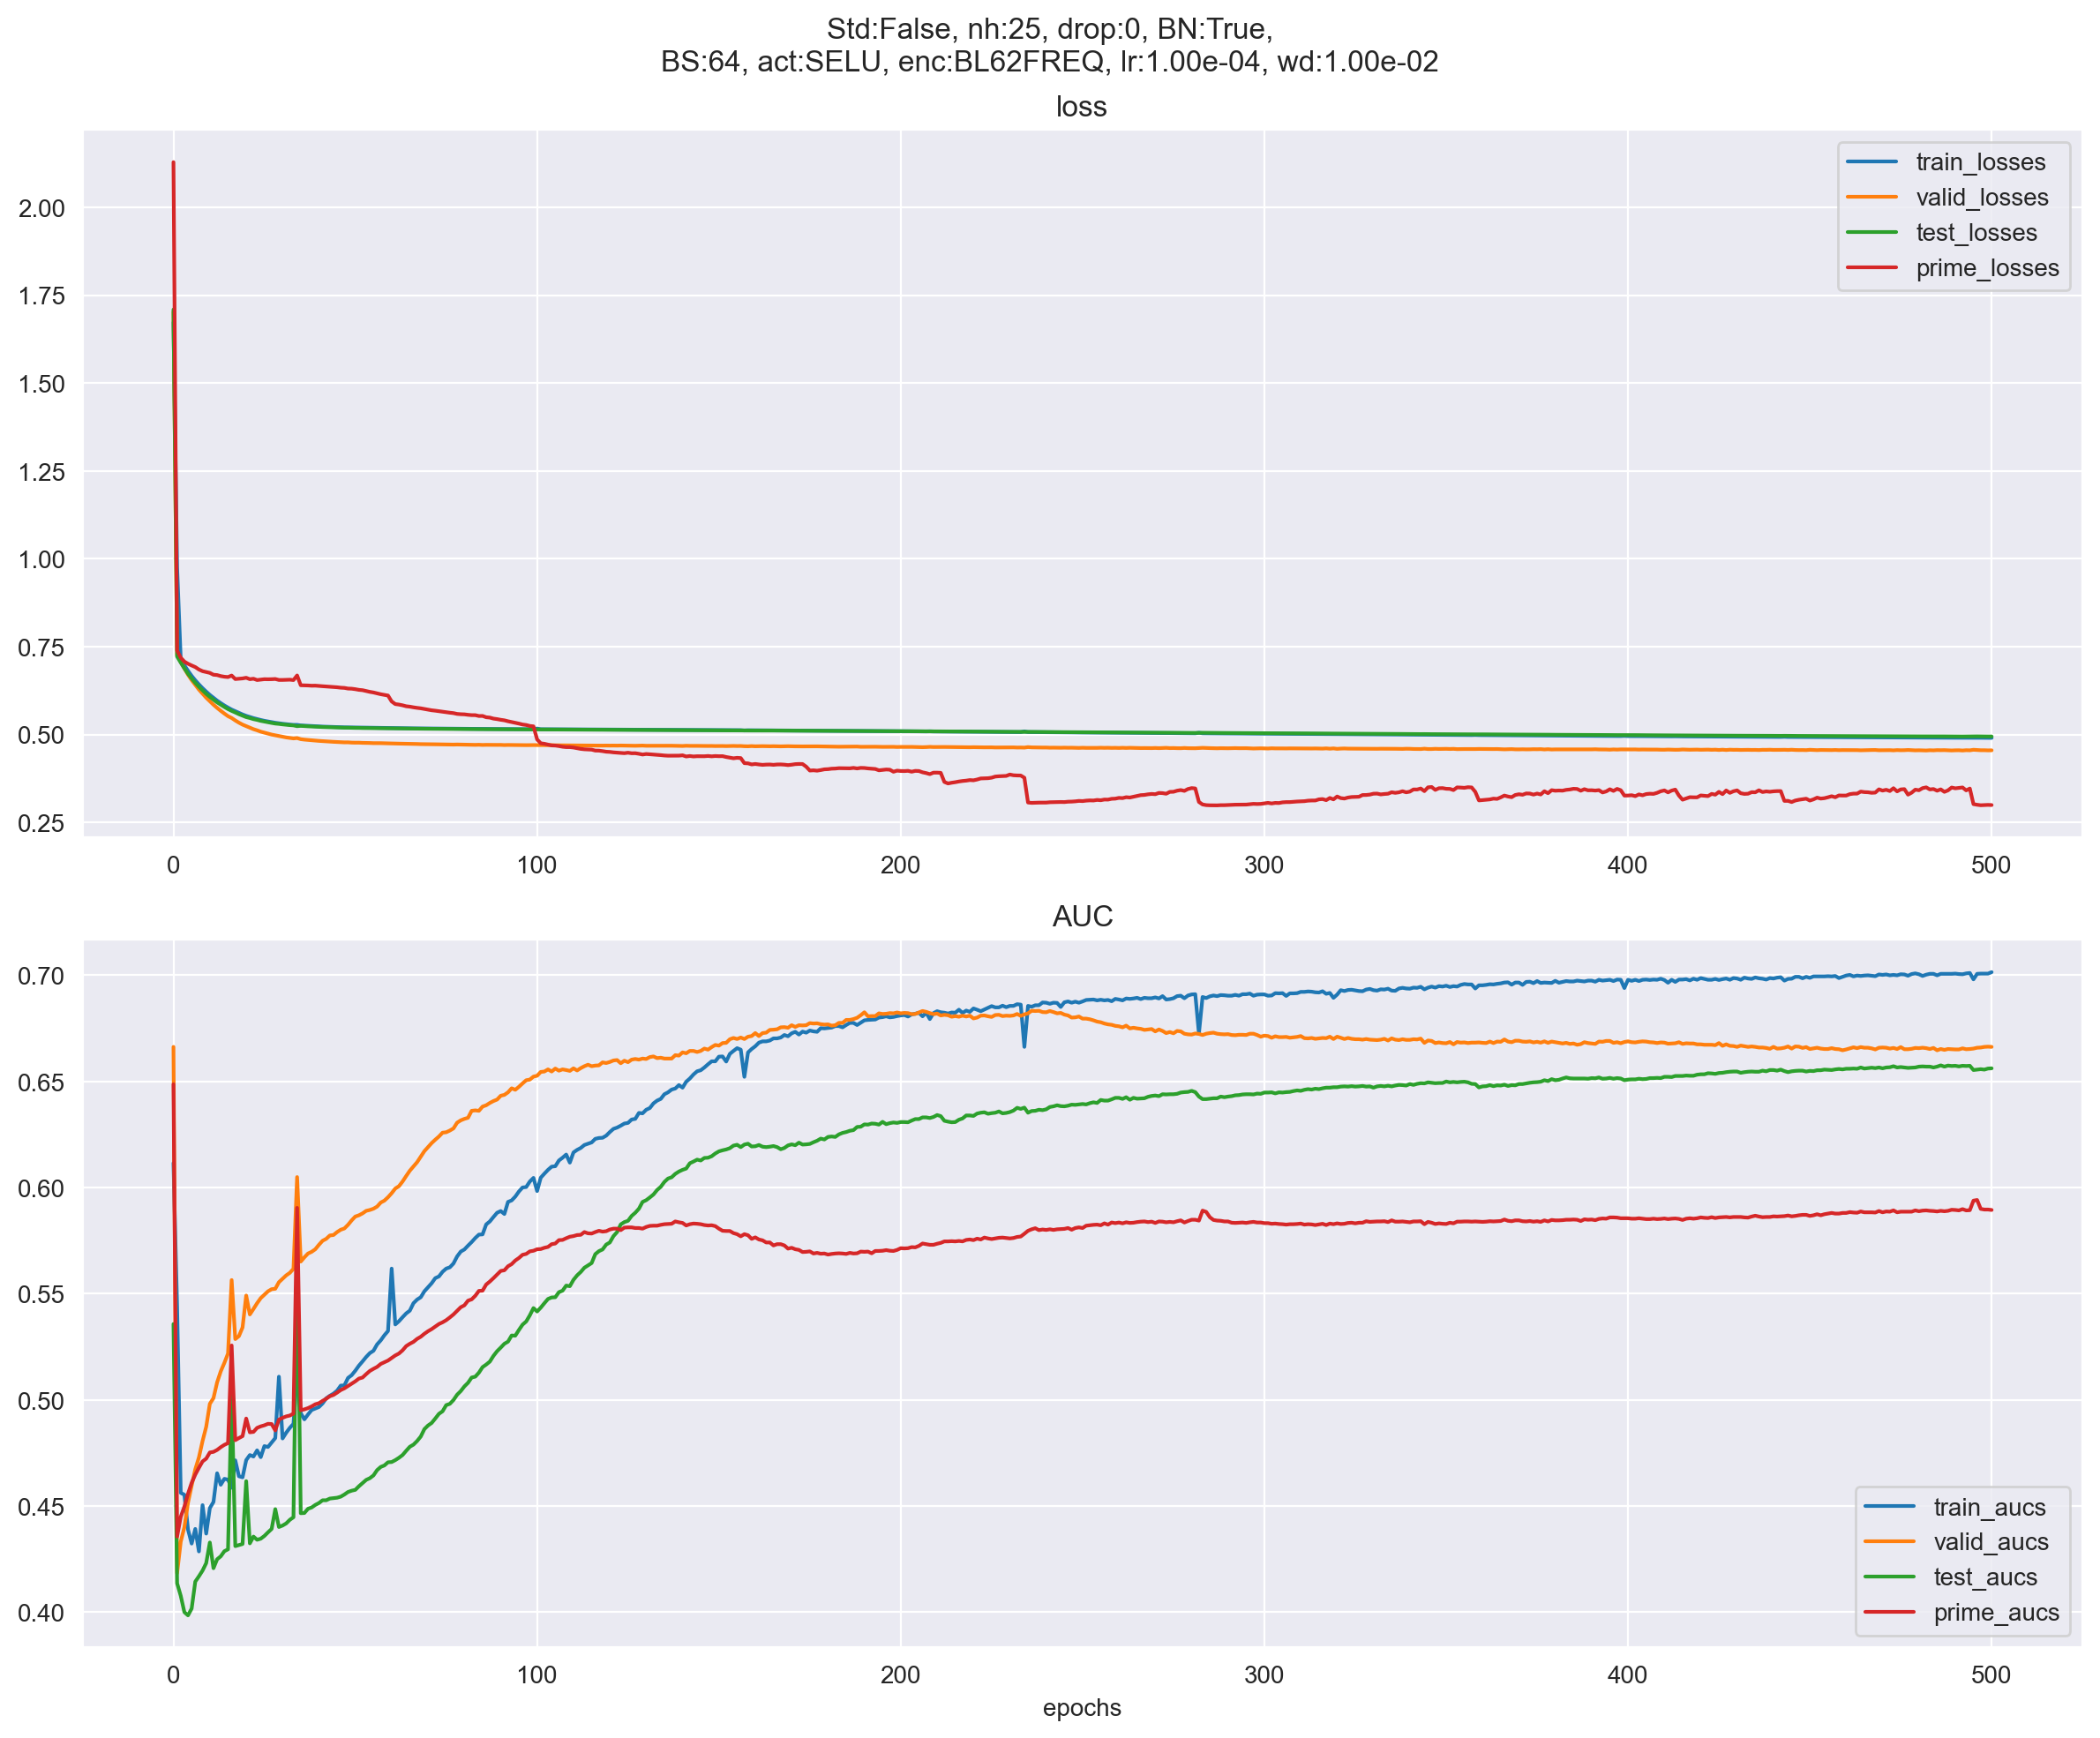 Std:False, nh:25, drop:0, BN:True,
BS:64, act:SELU, enc:BL62FREQ, lr:1.00e-04, wd:1.00e-02
loss
train_losses
valid_losses
test_losses
prime_losses
2.00
1.75
1.50
1.25
1.00
0.75
0.50
0.25
0 100 200 300 400 500
AUC
0.70
0.65
0.60
0.55
0.50
0.45
0.40
train_aucs
valid_aucs
test_aucs
prime_aucs
0 100 200 300 400 500
epochs